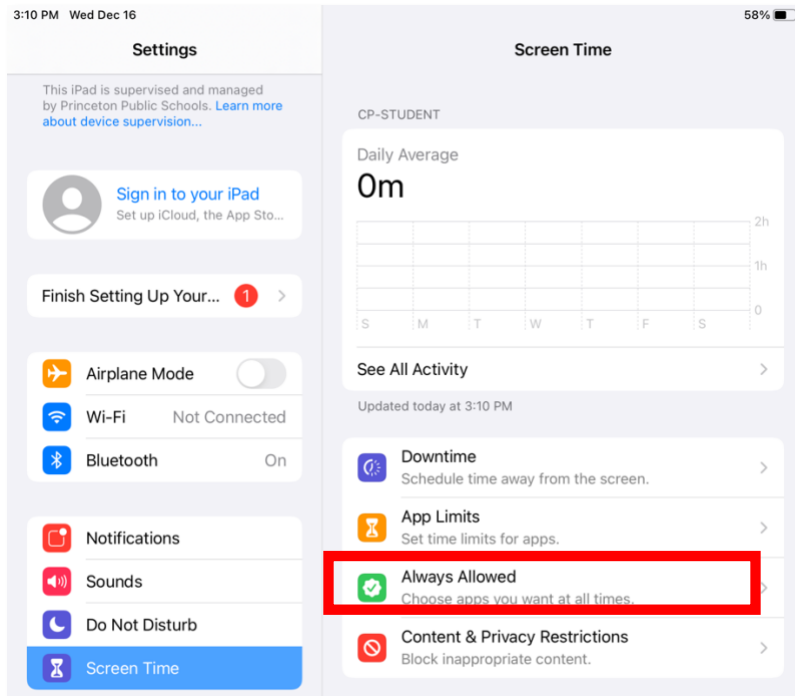 3:10 PM Wed Dec 16
58%
Settings
This iPad is supervised and managed
by Princeton Public Schools. Learn more
about device supervision...
Sign in to your iPad
Set up iCloud, the App Sto...
Finish Setting Up Your... 1
Airplane Mode
Wi-Fi Not Connected
Bluetooth On
Notifications
Sounds
Do Not Disturb
Screen Time
Screen Time
CP-STUDENT
Daily Average
0m
2h
1h
0
S M T W T F S
See All Activity
Updated today at 3:10 PM
Downtime
Schedule time away from the screen.
App Limits
Set time limits for apps.
Always Allowed
Choose apps you want at all times.
Content & Privacy Restrictions
Block inappropriate content.